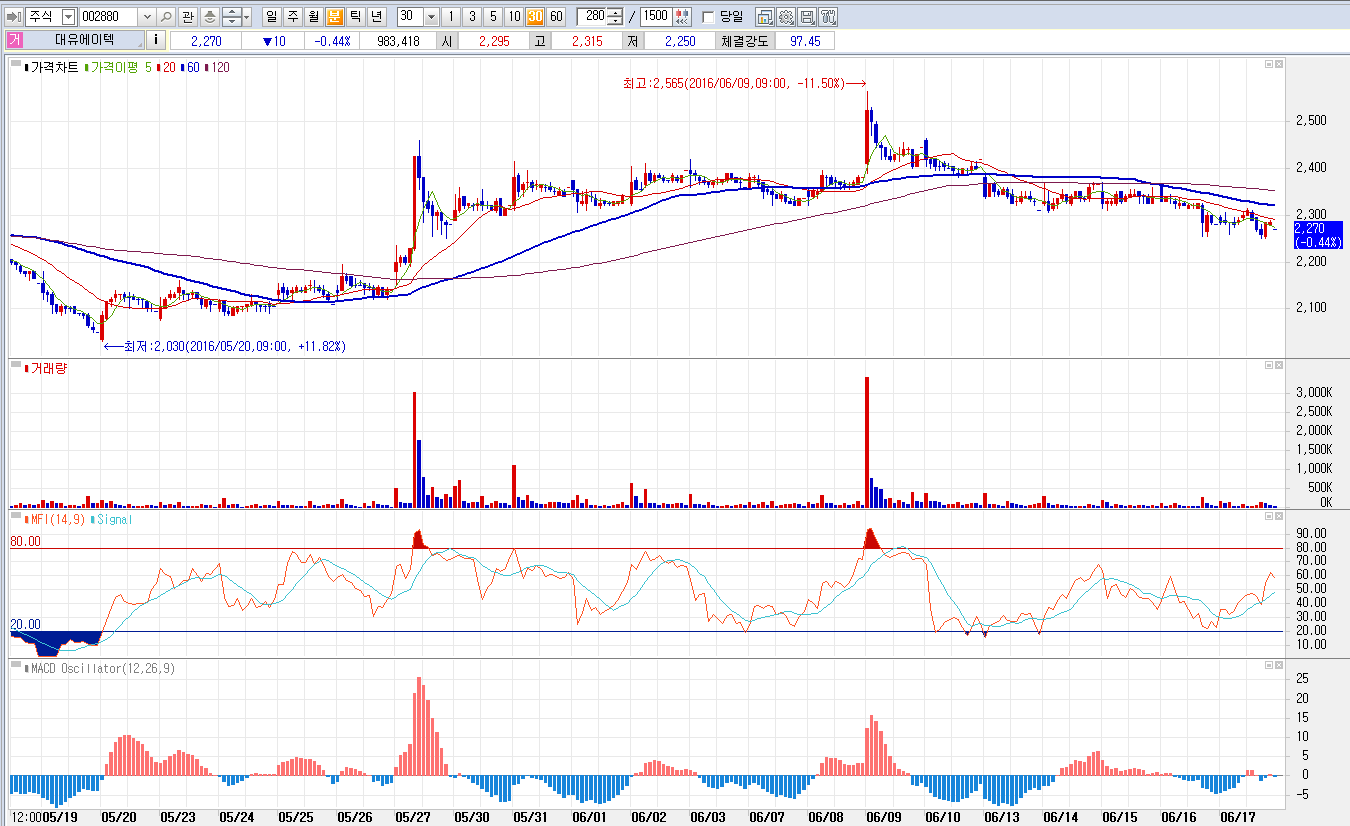 주식 002880 관 일 주 월 분 틱 년 30 1 3 5 10 30 60 280 / 1500 당일
거 대유에이텍 i 2,270 ▼10 -0.44% 983,418 시 2,295 고 2,315 저 2,250 체결강도 97.45
가격차트 가격이평 5 20 60 120
최고:2,565(2016/06/09,09:00, -11.50%)
2,500
2,400
2,300
2,270
(-0.44%)
2,200
2,100
최저:2,030(2016/05/20,09:00, +11.82%)
거래량
3,000K
2,500K
2,000K
1,500K
1,000K
500K
0K
MFI(14,9) Signal
80.00
20.00
90.00
80.00
70.00
60.00
50.00
40.00
30.00
20.00
10.00
MACD Oscillator(12,26,9)
25
20
15
10
5
0
-5
12:00 05/19 05/20 05/23 05/24 05/25 05/26 05/27 05/30 05/31 06/01 06/02 06/03 06/07 06/08 06/09 06/10 06/13 06/14 06/15 06/16 06/17